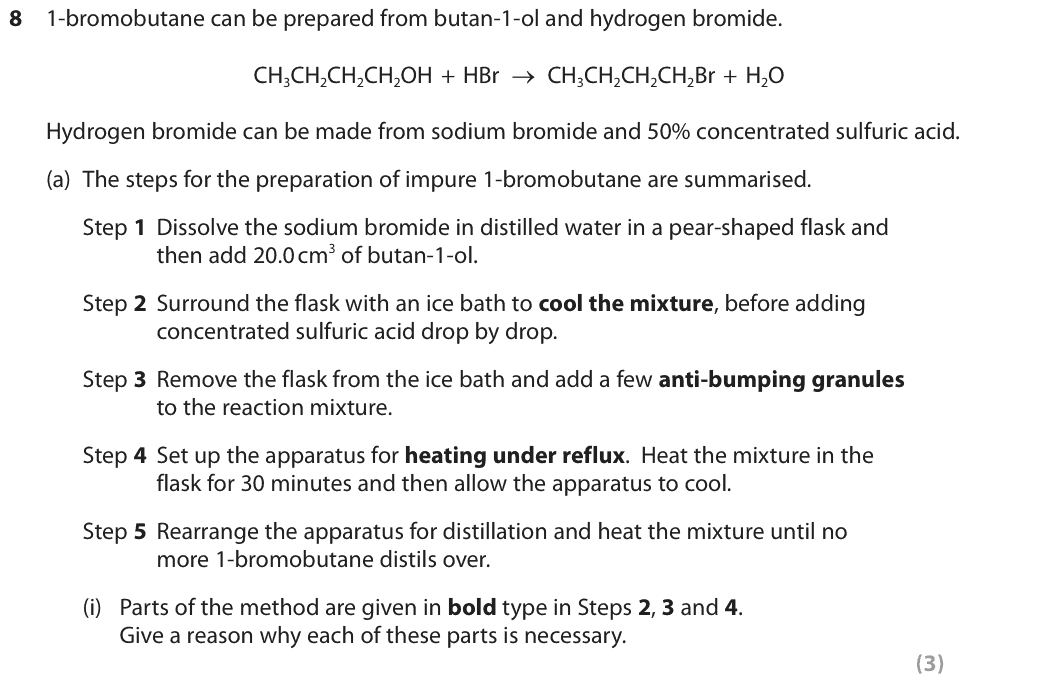 8 1-bromobutane can be prepared from butan-1-ol and hydrogen bromide.
CH₃CH₂CH₂CH₂OH + HBr → CH₃CH₂CH₂CH₂Br + H₂O
Hydrogen bromide can be made from sodium bromide and 50% concentrated sulfuric acid.
(a) The steps for the preparation of impure 1-bromobutane are summarised.
Step 1 Dissolve the sodium bromide in distilled water in a pear-shaped flask and
then add 20.0 cm³ of butan-1-ol.
Step 2 Surround the flask with an ice bath to cool the mixture, before adding
concentrated sulfuric acid drop by drop.
Step 3 Remove the flask from the ice bath and add a few anti-bumping granules
to the reaction mixture.
Step 4 Set up the apparatus for heating under reflux. Heat the mixture in the
flask for 30 minutes and then allow the apparatus to cool.
Step 5 Rearrange the apparatus for distillation and heat the mixture until no
more 1-bromobutane distils over.
(i) Parts of the method are given in bold type in Steps 2, 3 and 4.
Give a reason why each of these parts is necessary.
(3)